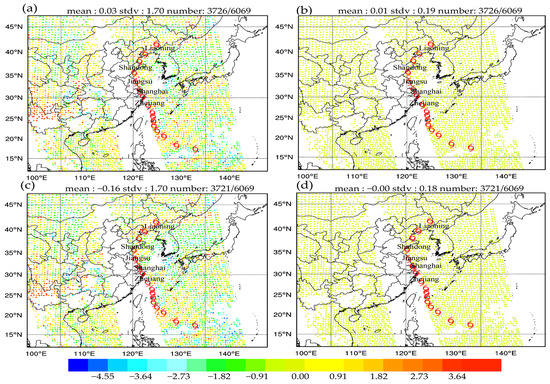 (a) mean : 0.03 stdv : 1.70 number: 3726/6069
45°N
40°N
35°N
30°N
25°N
20°N
15°N
100°E 110°E 120°E 130°E 140°E
Liaoning
Shandong
Jiangsu
Shanghai
Zhejiang
(b) mean : 0.01 stdv : 0.19 number: 3726/6069
45°N
40°N
35°N
30°N
25°N
20°N
15°N
100°E 110°E 120°E 130°E 140°E
Liaoning
Shandong
Jiangsu
Shanghai
Zhejiang
(c) mean : −0.16 stdv : 1.70 number: 3721/6069
45°N
40°N
35°N
30°N
25°N
20°N
15°N
100°E 110°E 120°E 130°E 140°E
Liaoning
Shandong
Jiangsu
Shanghai
Zhejiang
(d) mean : −0.00 stdv : 0.18 number: 3721/6069
45°N
40°N
35°N
30°N
25°N
20°N
15°N
100°E 110°E 120°E 130°E 140°E
Liaoning
Shandong
Jiangsu
Shanghai
Zhejiang
−4.55 −3.64 −2.73 −1.82 −0.91 0.00 0.91 1.82 2.73 3.64